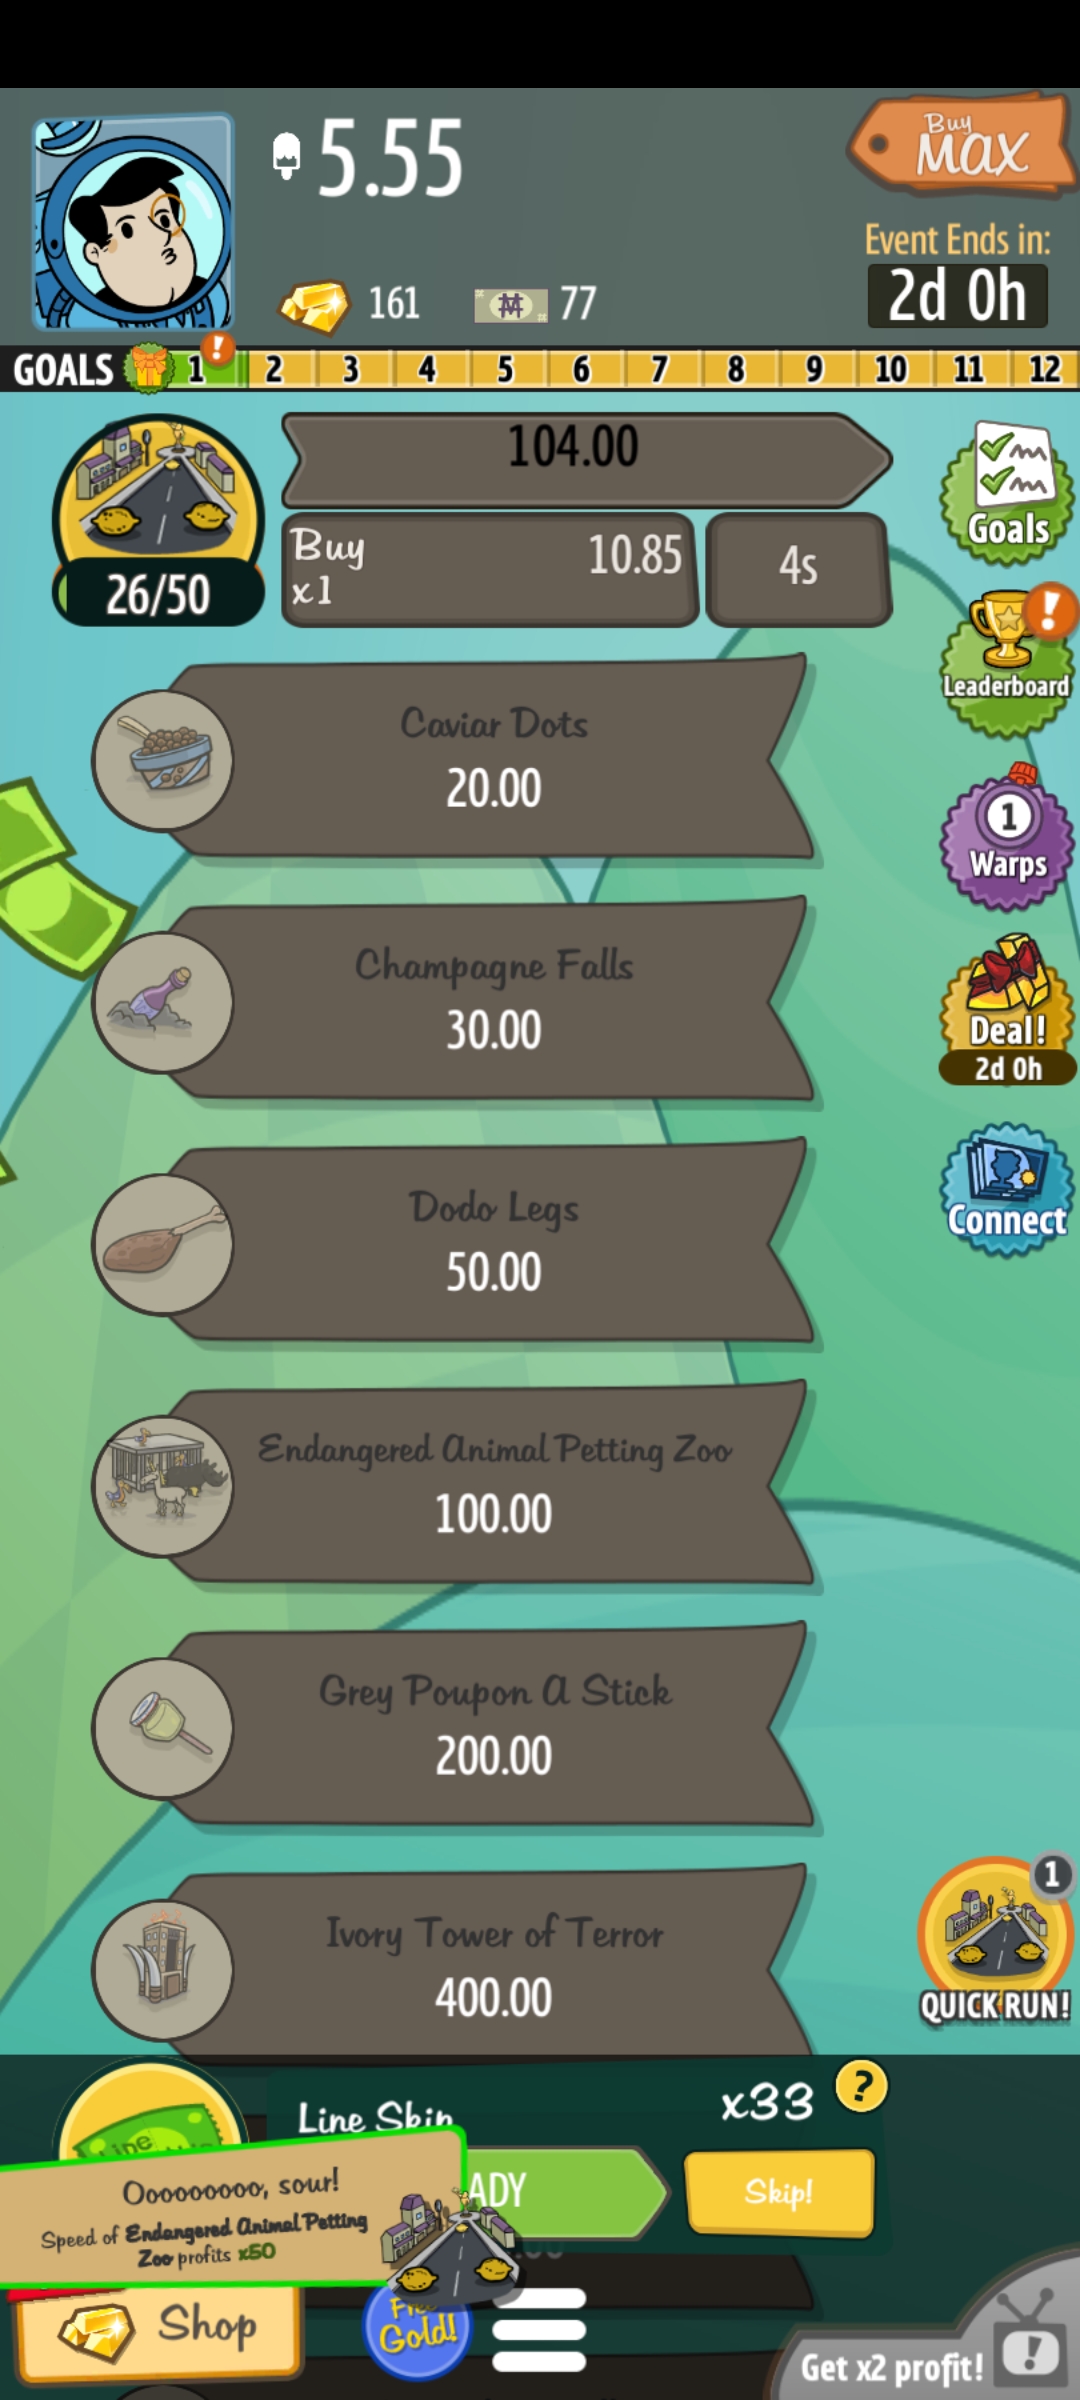 5.55
Buy
MAX
Event Ends in:
2d 0h
161
77
GOALS ! 1 2 3 4 5 6 7 8 9 10 11 12
104.00
Buy
x1
10.85
4s
26/50
Goals
!
Leaderboard
Caviar Dots
20.00
1
Warps
Champagne Falls
30.00
Deal!
2d 0h
Dodo Legs
50.00
Connect
Endangered Animal Petting Zoo
100.00
Grey Poupon A Stick
200.00
Ivory Tower of Terror
400.00
1
QUICK RUN!
Line Skip
x33
?
ADY
Skip!
Line
Ooooooooo, sour!
Speed of Endangered Animal Petting
Zoo profits x50
Shop
Free
Gold!
Get x2 profit!
!